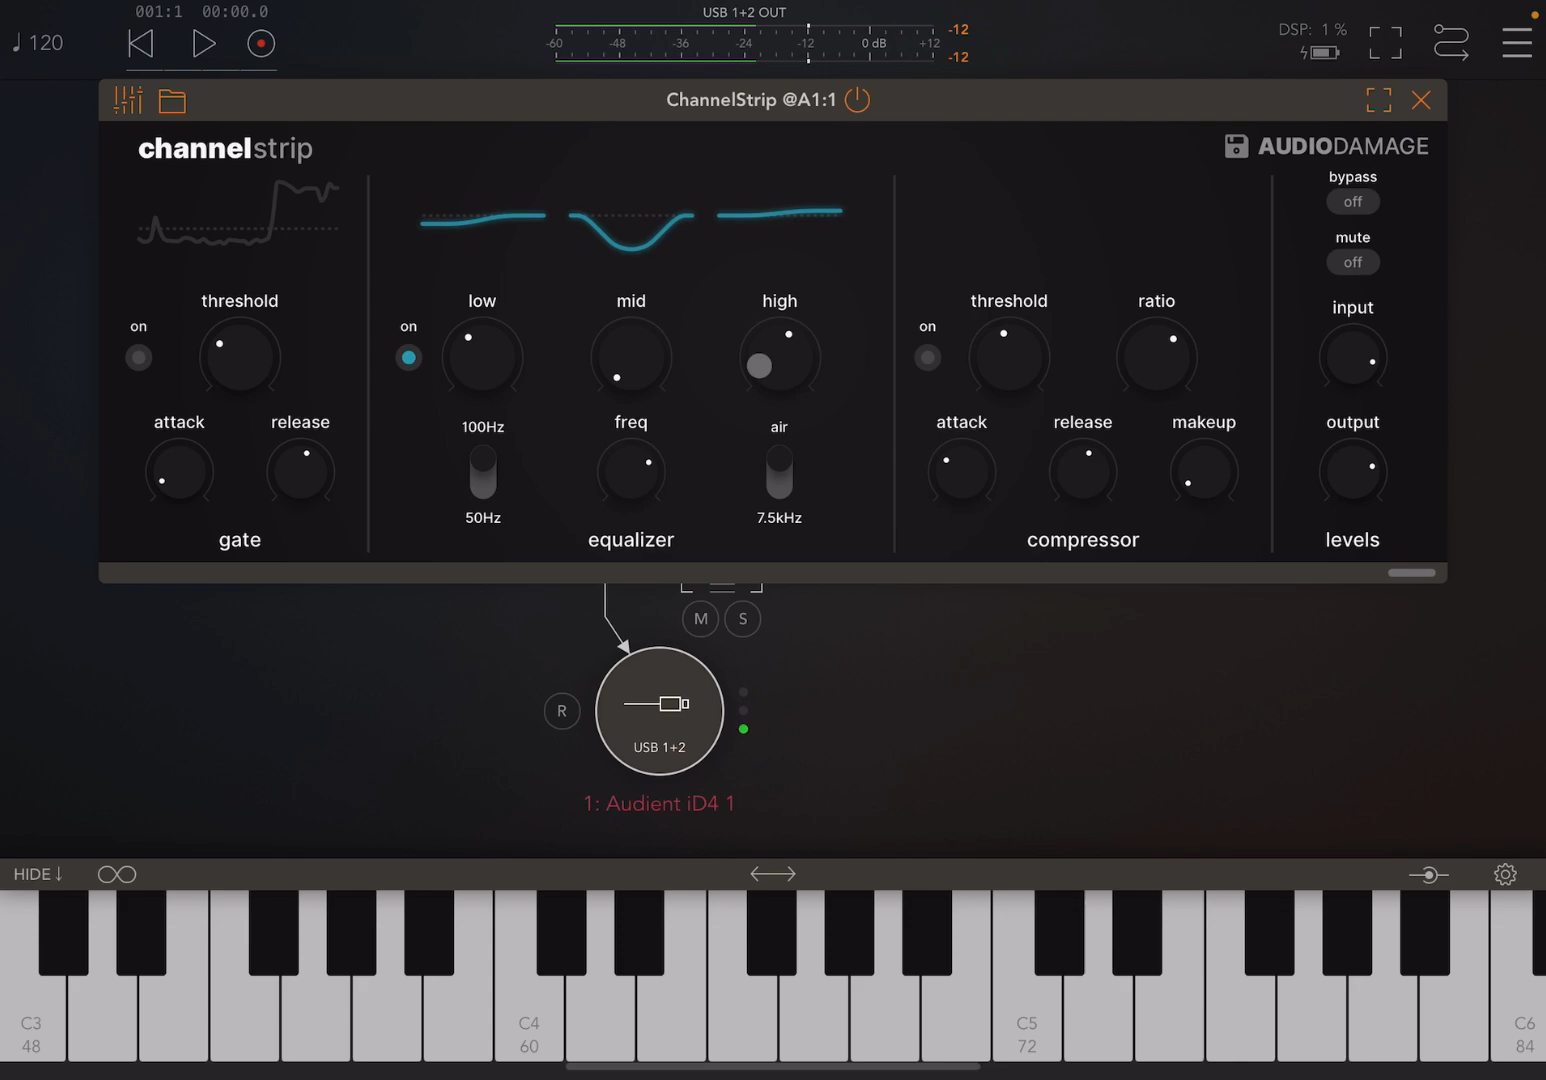 001:1 00:00.0
USB 1+2 OUT
120
-60 -48 -36 -24 -12 0 dB +12
-12
-12
DSP: 1 %
ChannelStrip @A1:1
channelstrip
AUDIODAMAGE
bypass
off
mute
off
threshold low mid high threshold ratio input
on on on
attack release 100Hz freq air attack release makeup output
50Hz 7.5kHz
gate equalizer compressor levels
M S
R
USB 1+2
1: Audient iD4 1
HIDE↓
C3 C4 C5 C6
48 60 72 84